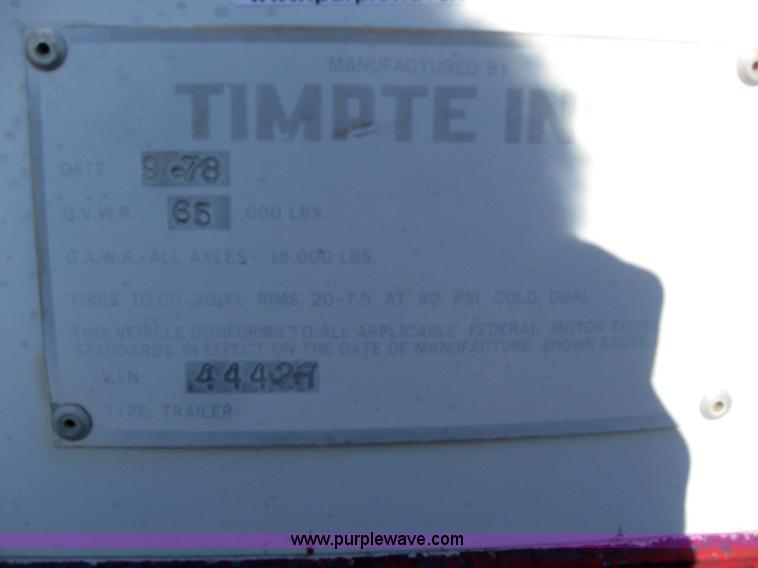 MANUFACTURED BY
TIMPTE IN
DATE 9-78
G.V.W.R. 65 .000 LBS.
G.A.W.R.-ALL AXLES- 18,000 LBS.
TIRES 10.00-20(F) RIMS 20-7.5 AT 80 PSI COLD DUAL
THIS VEHICLE CONFORMS TO ALL APPLICABLE FEDERAL MOTOR
STANDARDS IN EFFECT ON THE DATE OF MANUFACTURE SHOWN ABOVE
V.I.N. 44427
TYPE TRAILER
www.purplewave.com